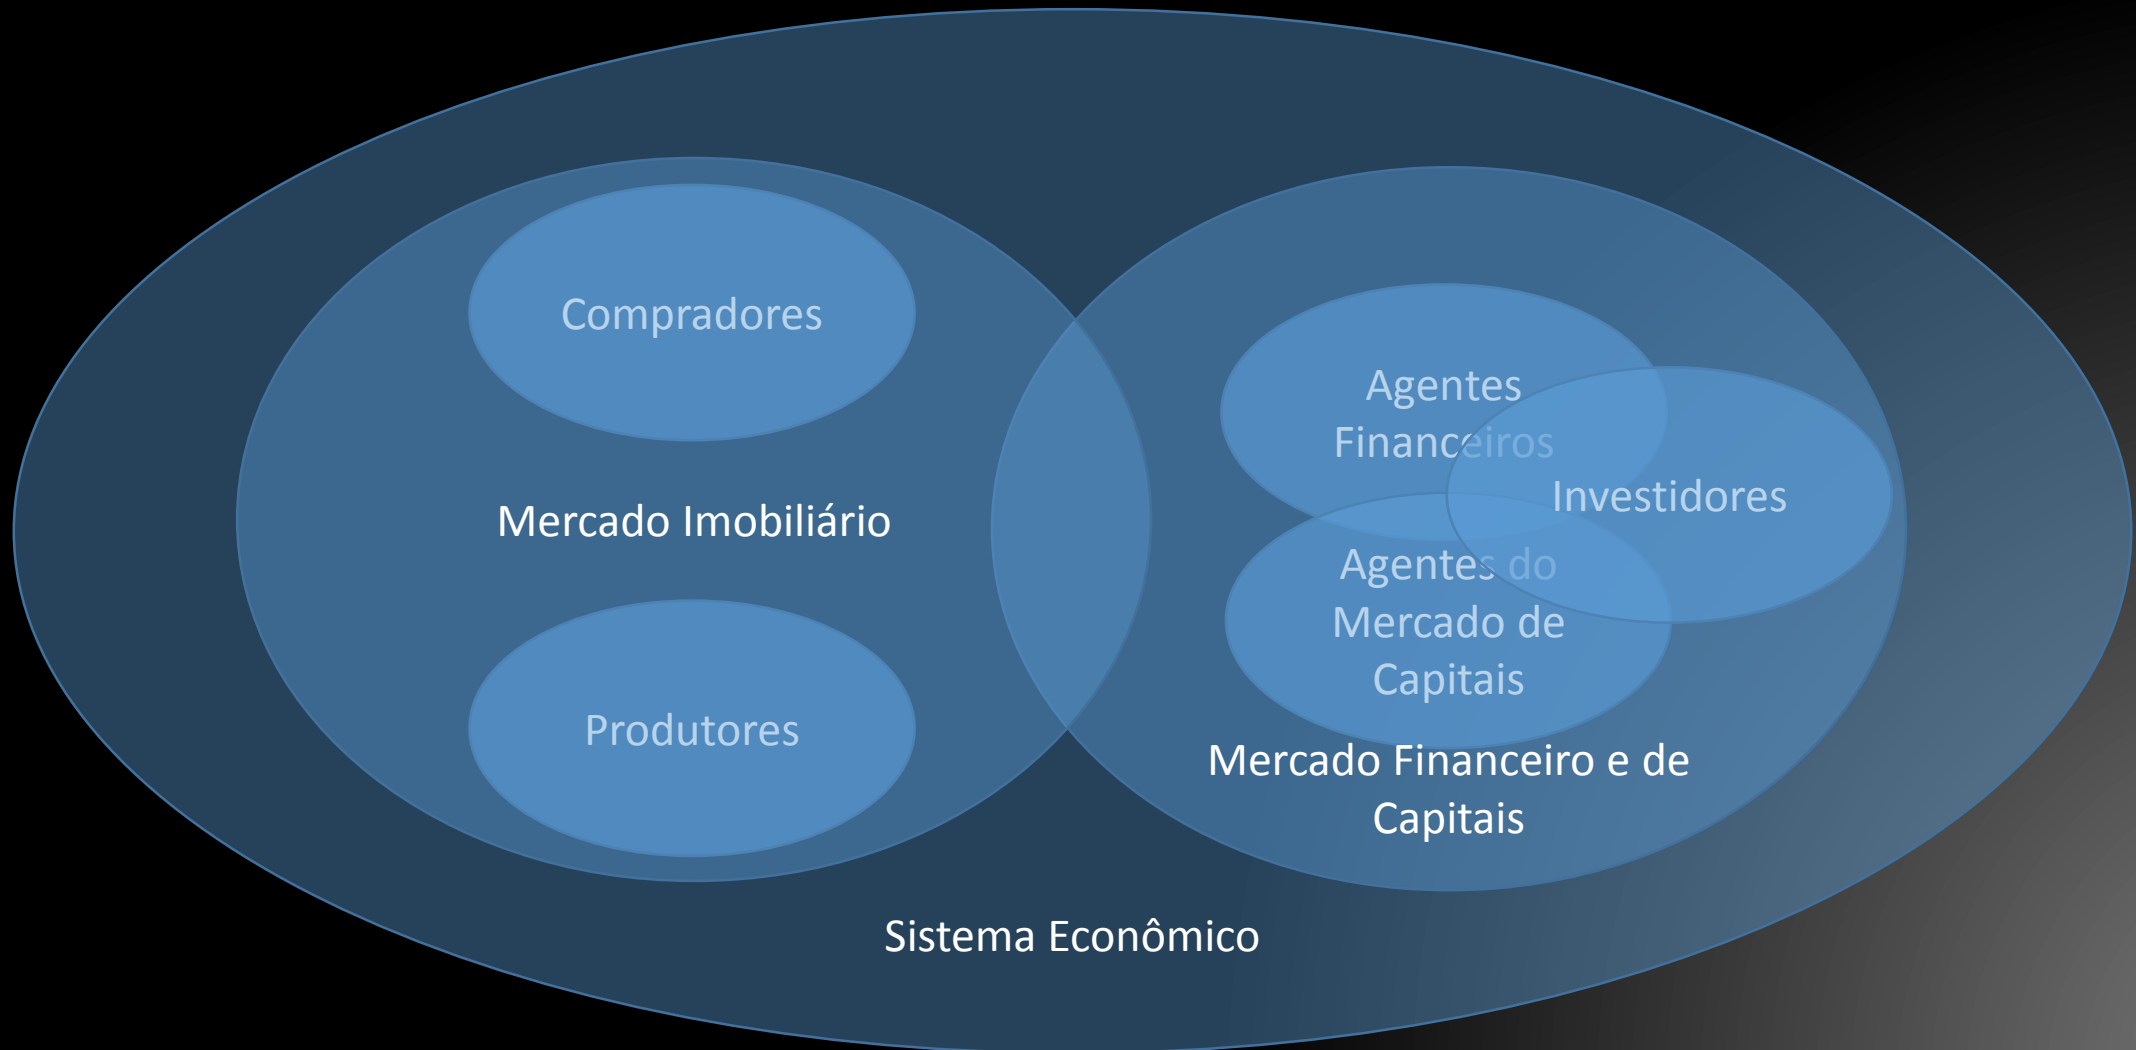 Compradores
Mercado Imobiliário
Produtores
Agentes
Financeiros
Investidores
Agentes do
Mercado de
Capitais
Mercado Financeiro e de
Capitais
Sistema Econômico